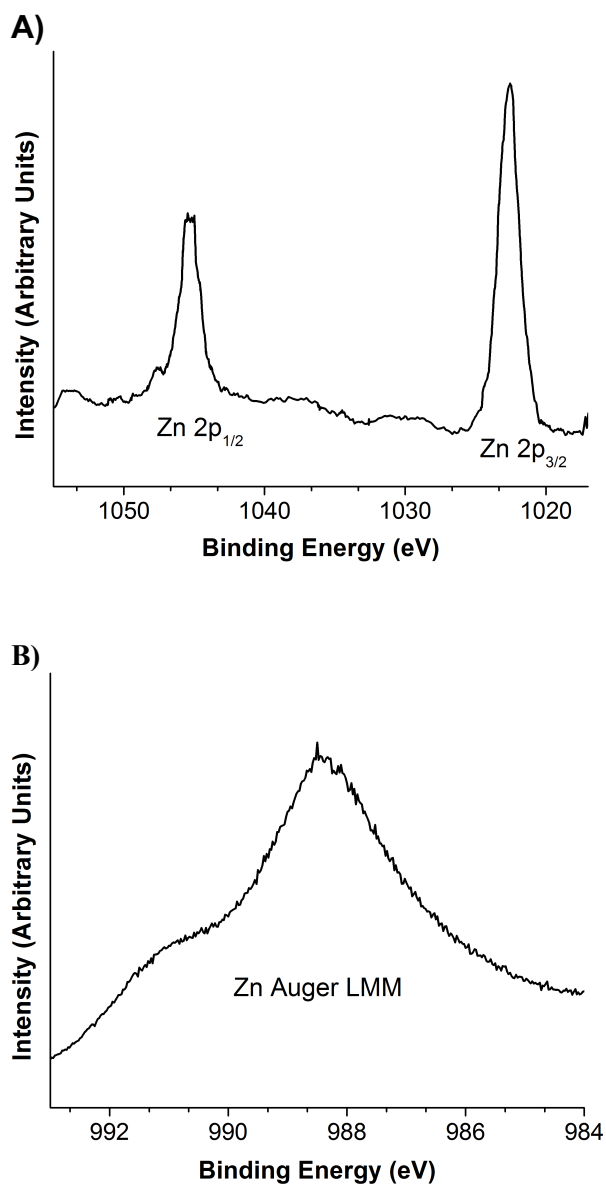 A)
Intensity (Arbitrary Units)
Zn 2p1/2
Zn 2p3/2
1050 1040 1030 1020
Binding Energy (eV)
B)
Intensity (Arbitrary Units)
Zn Auger LMM
992 990 988 986 984
Binding Energy (eV)